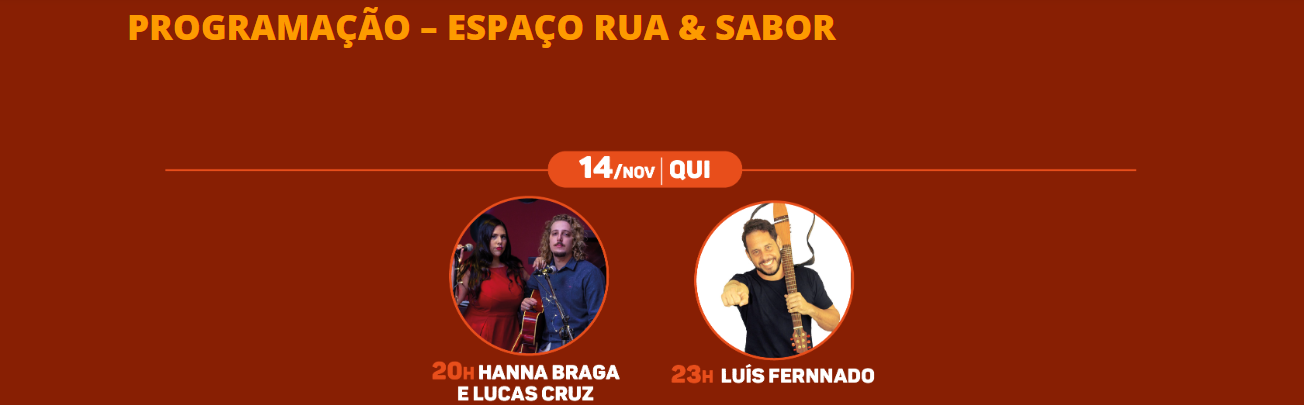 PROGRAMAÇÃO – ESPAÇO RUA & SABOR
14/NOV | QUI
20H HANNA BRAGA
E LUCAS CRUZ
23H LUÍS FERNNADO